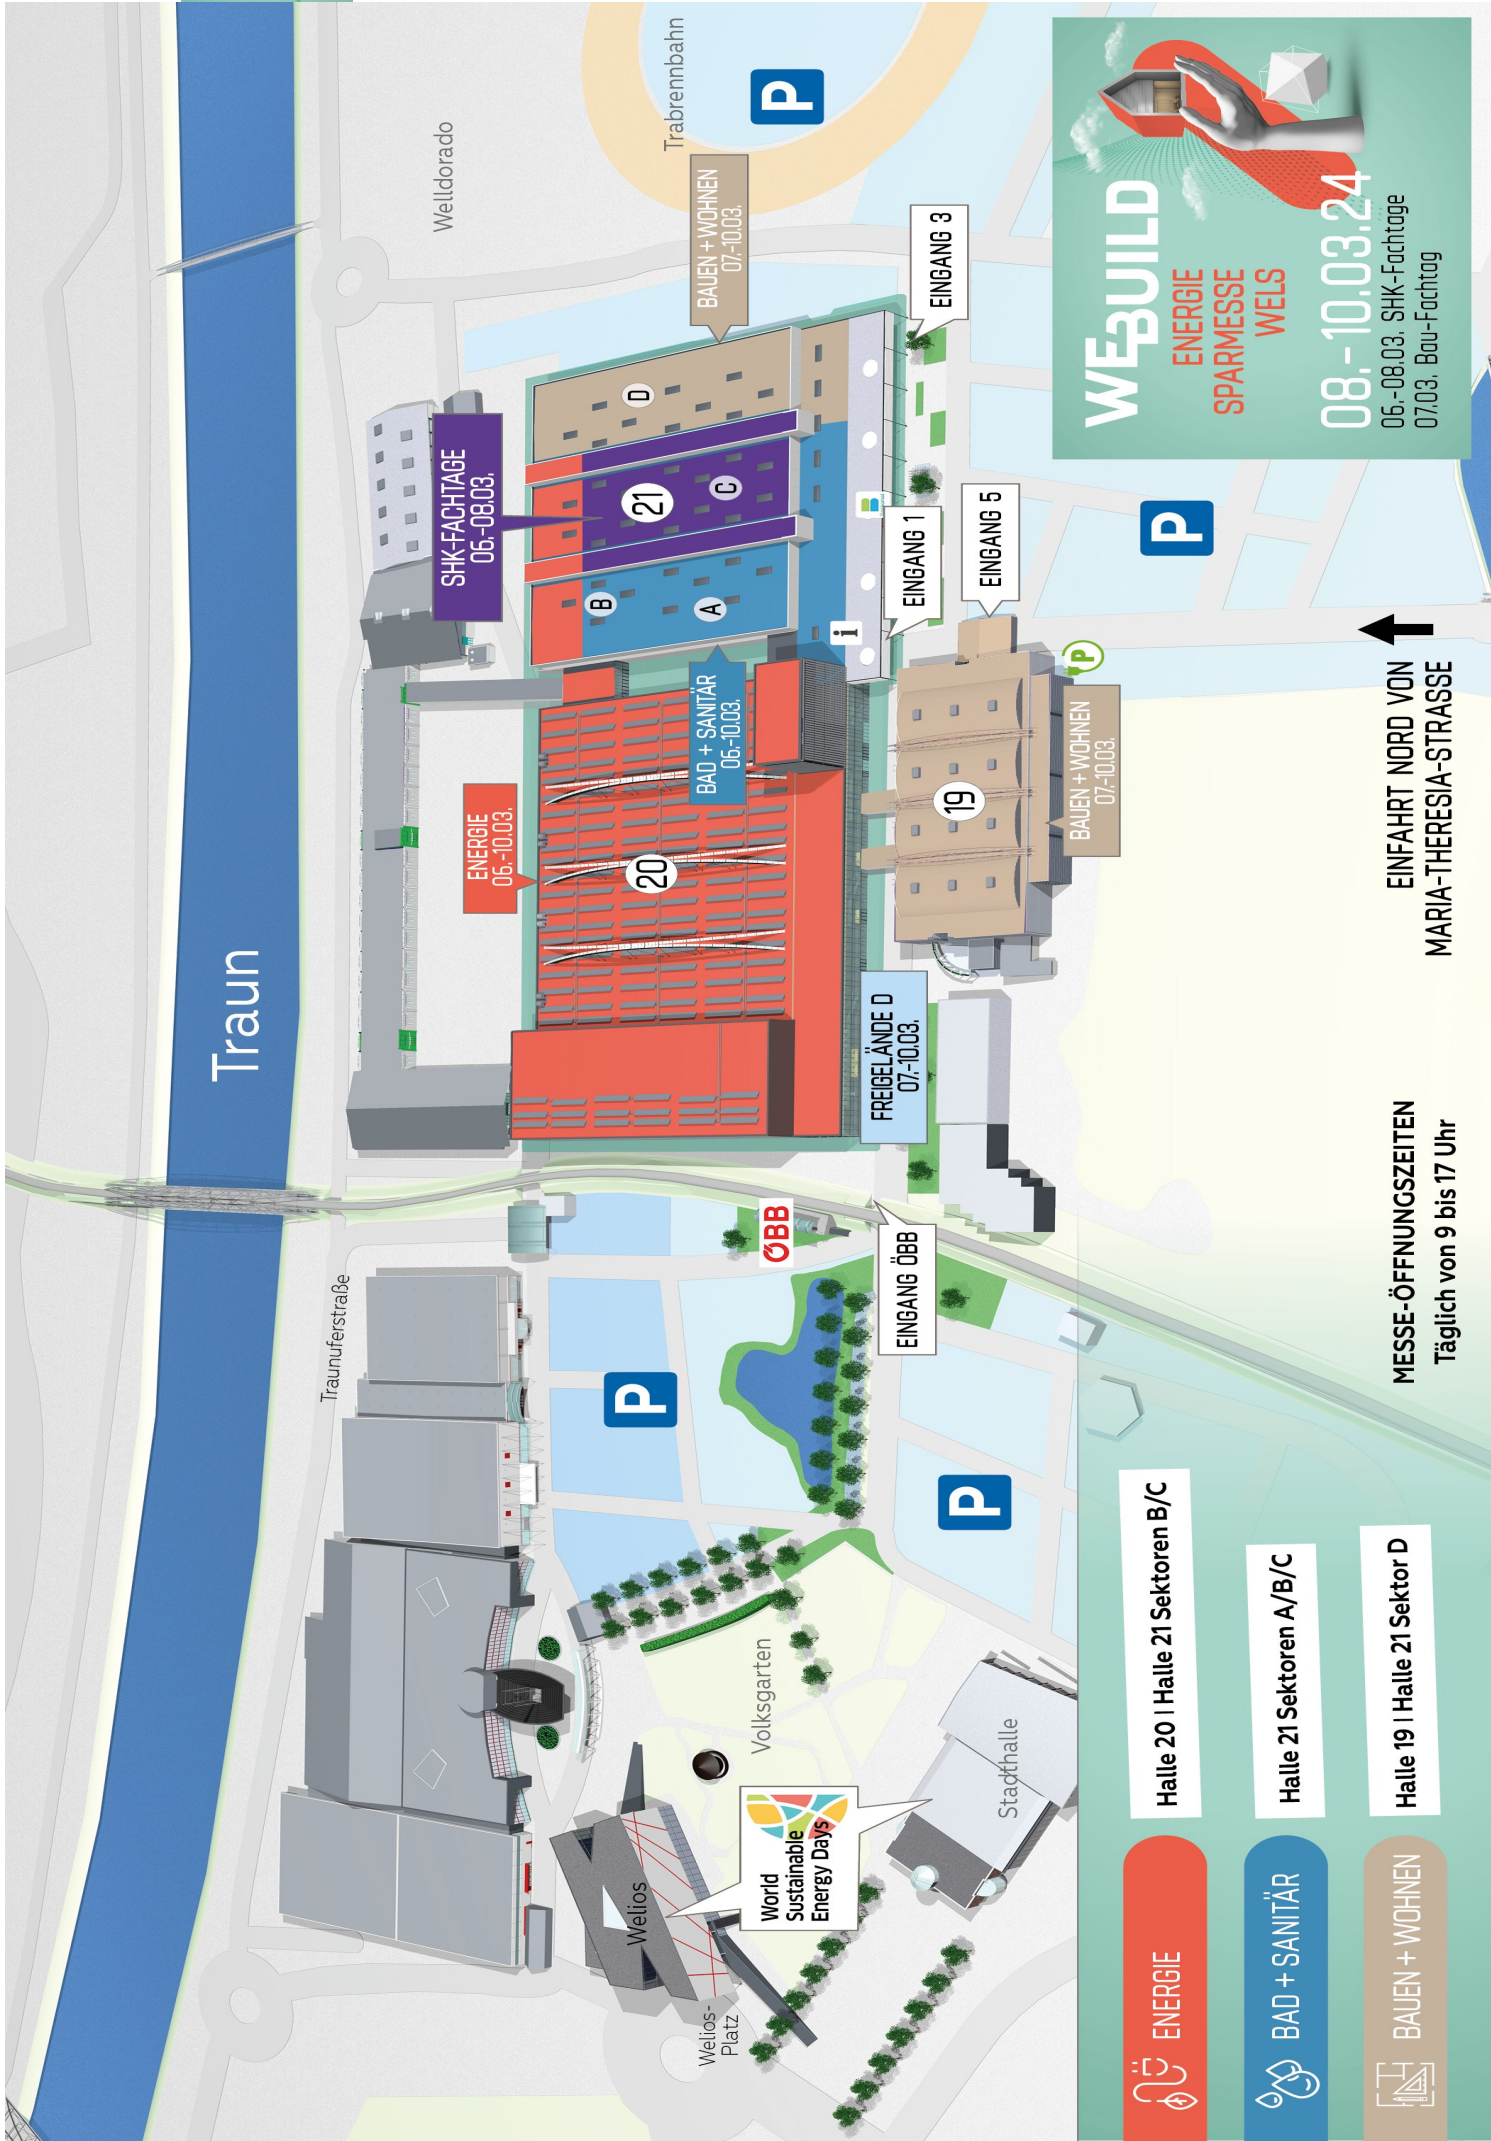 Traun
Traunuferstraße
Welldorado
Trabrennbahn
P
SHK-FACHTAGE
06.-08.03.
BAUEN + WOHNEN
07.-10.03.
ENERGIE
06.-10.03.
BAD + SANITÄR
06.-10.03.
20
21
A
B
C
D
i
EINGANG 3
EINGANG 1
EINGANG 5
19
BAUEN + WOHNEN
07.-10.03.
P
P
FREIGELÄNDE D
07.-10.03.
ÖBB
EINGANG ÖBB
P
P
Volksgarten
Stadthalle
Welios
Welios-
Platz
World
Sustainable
Energy Days
EINFAHRT NORD VON
MARIA-THERESIA-STRASSE
MESSE-ÖFFNUNGSZEITEN
Täglich von 9 bis 17 Uhr
WEBUILD
ENERGIE
SPARMESSE
WELS
08.-10.03.24
06.-08.03. SHK-Fachtage
07.03. Bau-Fachtag
ENERGIE
Halle 20 I Halle 21 Sektoren B/C
BAD + SANITÄR
Halle 21 Sektoren A/B/C
BAUEN + WOHNEN
Halle 19 I Halle 21 Sektor D